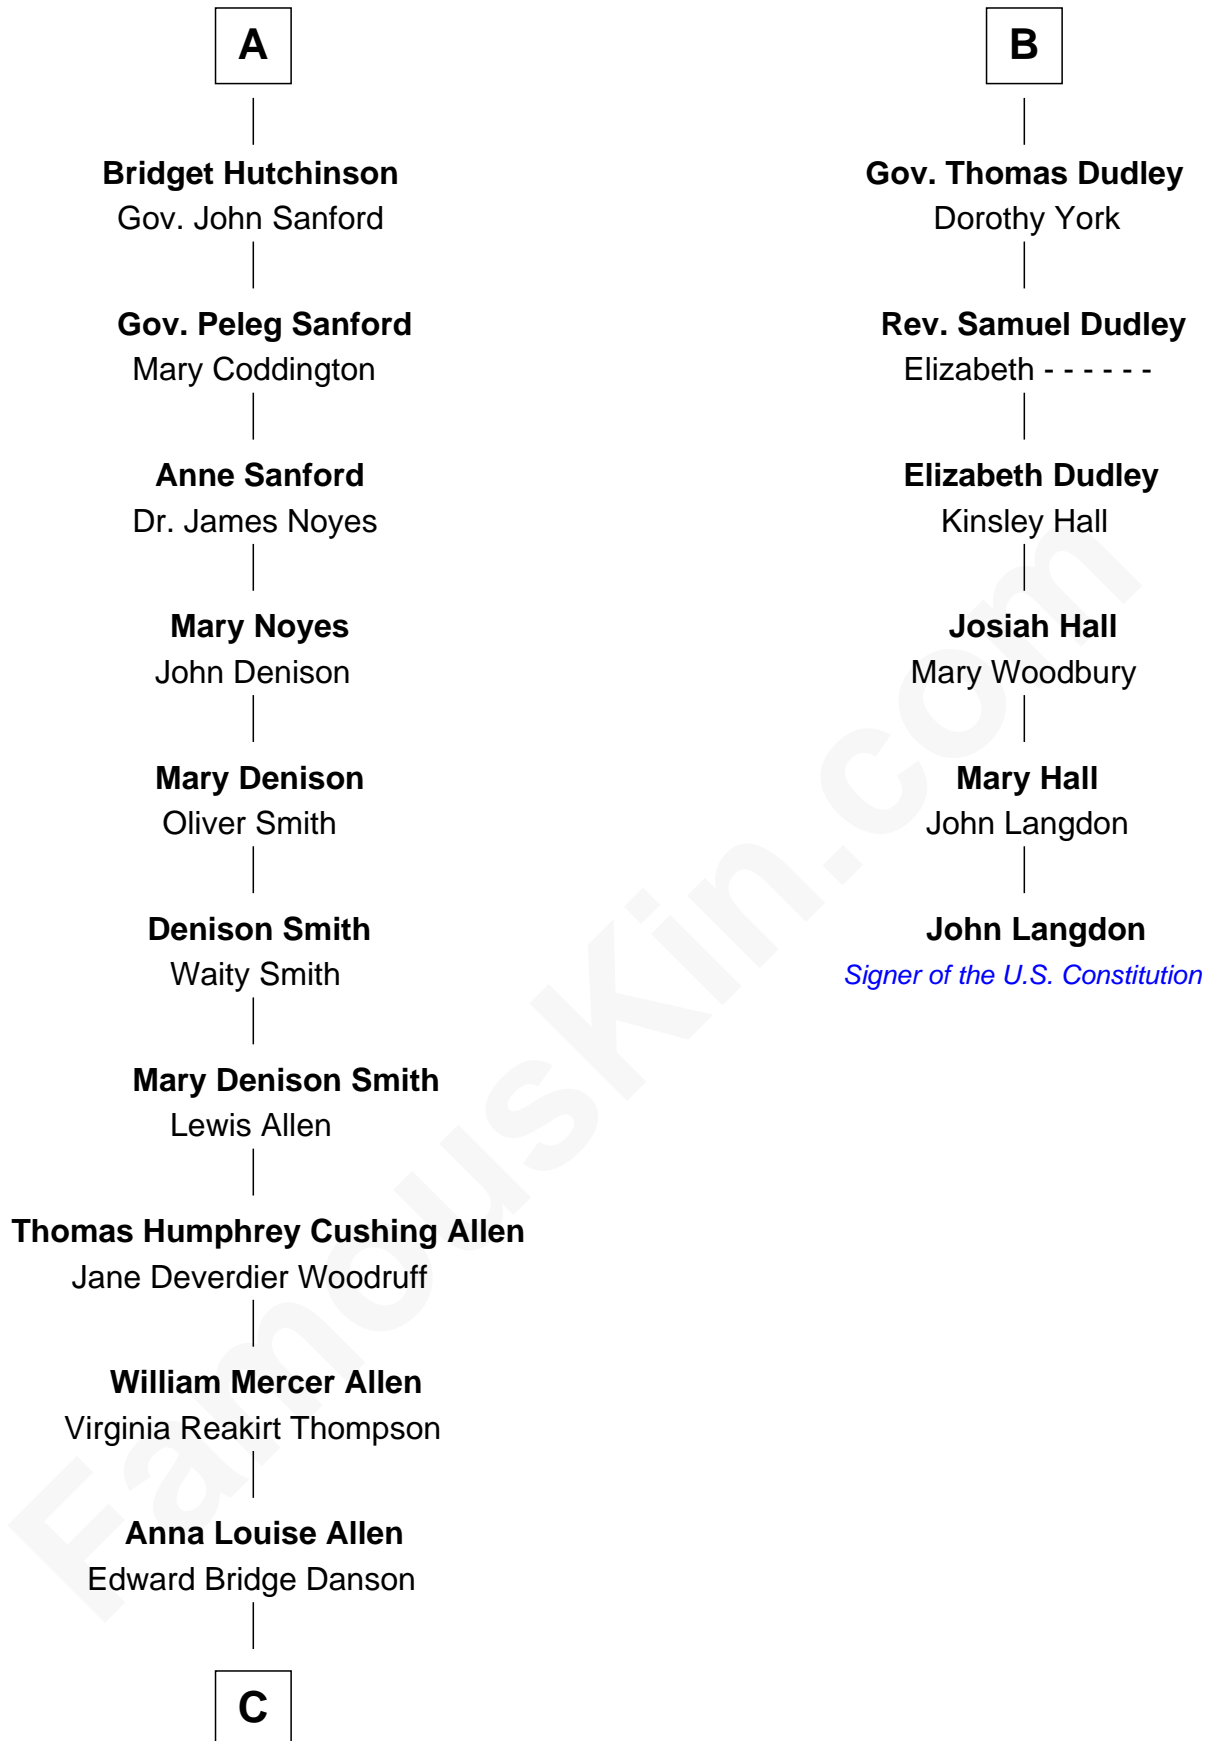 A
Bridget Hutchinson
Gov. John Sanford
Gov. Peleg Sanford
Mary Coddington
Anne Sanford
Dr. James Noyes
Mary Noyes
John Denison
Mary Denison
Oliver Smith
Denison Smith
Waity Smith
Mary Denison Smith
Lewis Allen
Thomas Humphrey Cushing Allen
Jane Deverdier Woodruff
William Mercer Allen
Virginia Reakirt Thompson
Anna Louise Allen
Edward Bridge Danson
C
B
Gov. Thomas Dudley
Dorothy York
Rev. Samuel Dudley
Elizabeth - - - - - -
Elizabeth Dudley
Kinsley Hall
Josiah Hall
Mary Woodbury
Mary Hall
John Langdon
John Langdon
Signer of the U.S. Constitution
FamousKin.com